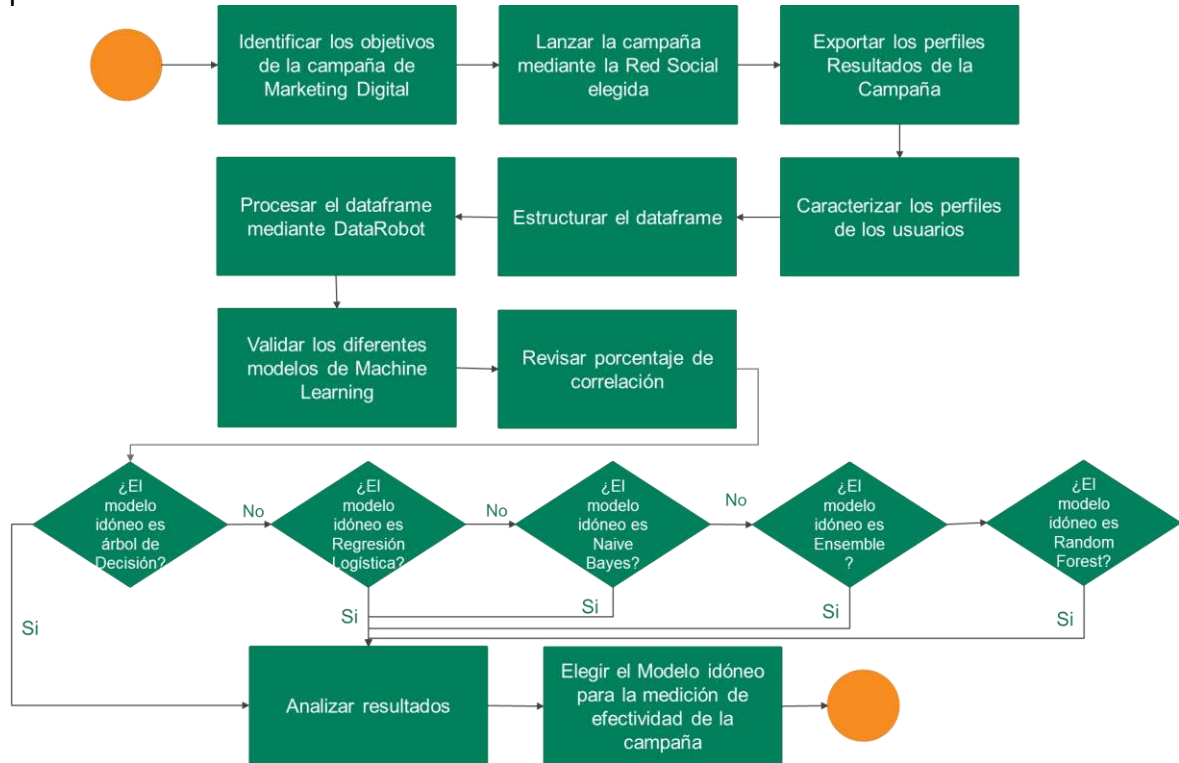 Identificar los objetivos
de la campaña de
Marketing Digital
Lanzar la campaña
mediante la Red Social
elegida
Exportar los perfiles
Resultados de la
Campaña
Procesar el dataframe
mediante DataRobot
Estructurar el dataframe
Caracterizar los perfiles
de los usuarios
Validar los diferentes
modelos de Machine
Learning
Revisar porcentaje de
correlación
¿El
modelo
idóneo es
árbol de
Decisión?
No
¿El
modelo
idóneo es
Regresión
Logística?
No
¿El
modelo
idóneo es
Naive
Bayes?
No
¿El
modelo
idóneo es
Ensemble
?
¿El
modelo
idóneo es
Random
Forest?
Si
Si
Si
Si
Si
Analizar resultados
Elegir el Modelo idóneo
para la medición de
efectividad de la
campaña